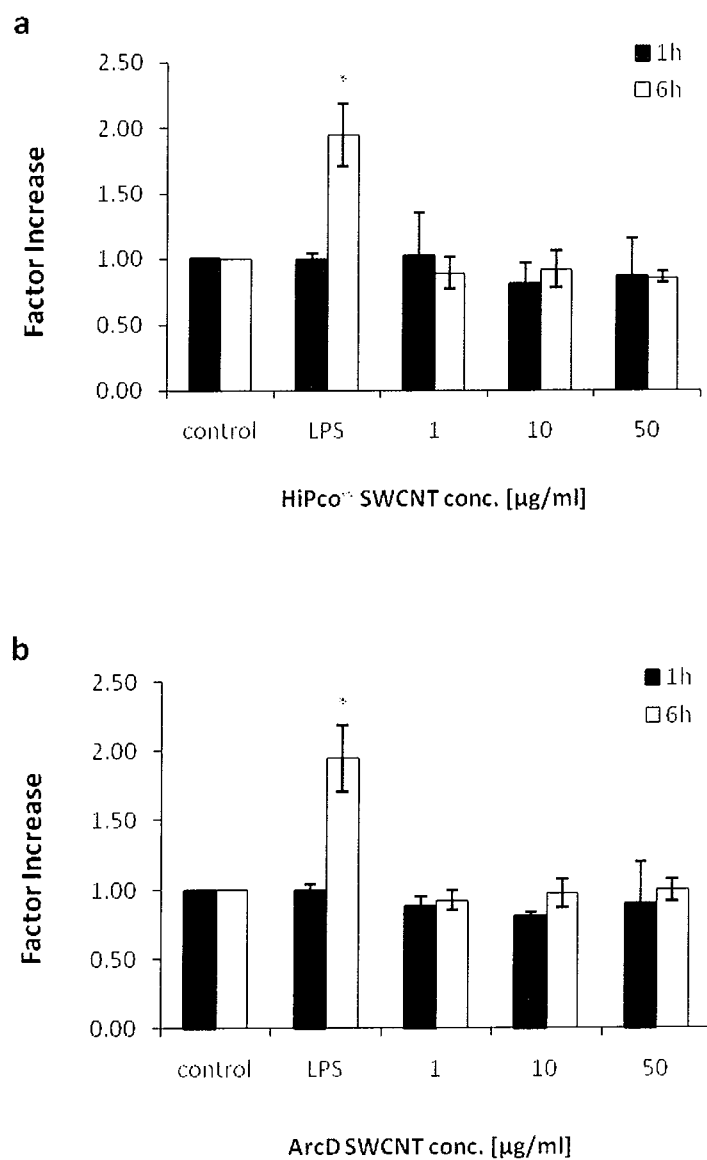 a
1h
6h
2.50
2.00
1.50
1.00
0.50
0.00
*
Factor Increase
control LPS 1 10 50
HiPco SWCNT conc. [µg/ml]
b
1h
6h
2.50
2.00
1.50
1.00
0.50
0.00
*
Factor Increase
control LPS 1 10 50
ArcD SWCNT conc. [µg/ml]